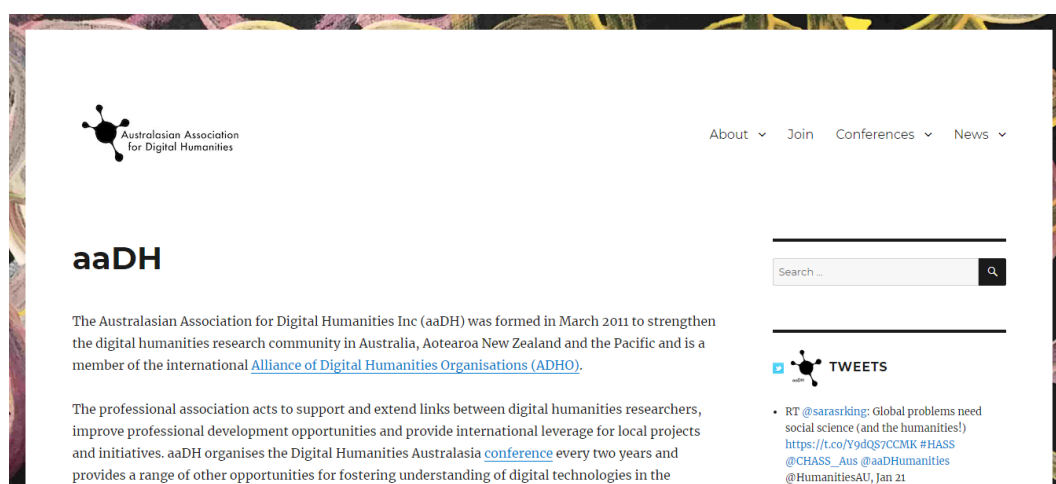 Australasian Association
for Digital Humanities
About
Join
Conferences
News
aaDH
The Australasian Association for Digital Humanities Inc (aaDH) was formed in March 2011 to strengthen
the digital humanities research community in Australia, Aotearoa New Zealand and the Pacific and is a
member of the international Alliance of Digital Humanities Organisations (ADHO).
The professional association acts to support and extend links between digital humanities researchers,
improve professional development opportunities and provide international leverage for local projects
and initiatives. aaDH organises the Digital Humanities Australasia conference every two years and
provides a range of other opportunities for fostering understanding of digital technologies in the
Search …
aaDH
TWEETS
• RT @sarasrking: Global problems need
social science (and the humanities!)
https://t.co/Y9dQS7CCMK #HASS
@CHASS_Aus @aaDHumanities
@HumanitiesAU, Jan 21